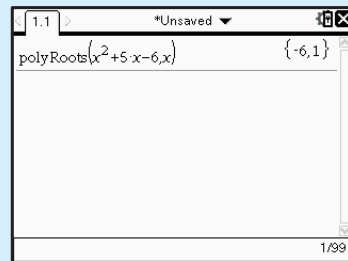 1.1 *Unsaved
polyRoots(x²+5·x−6,x) {-6,1}
1/99